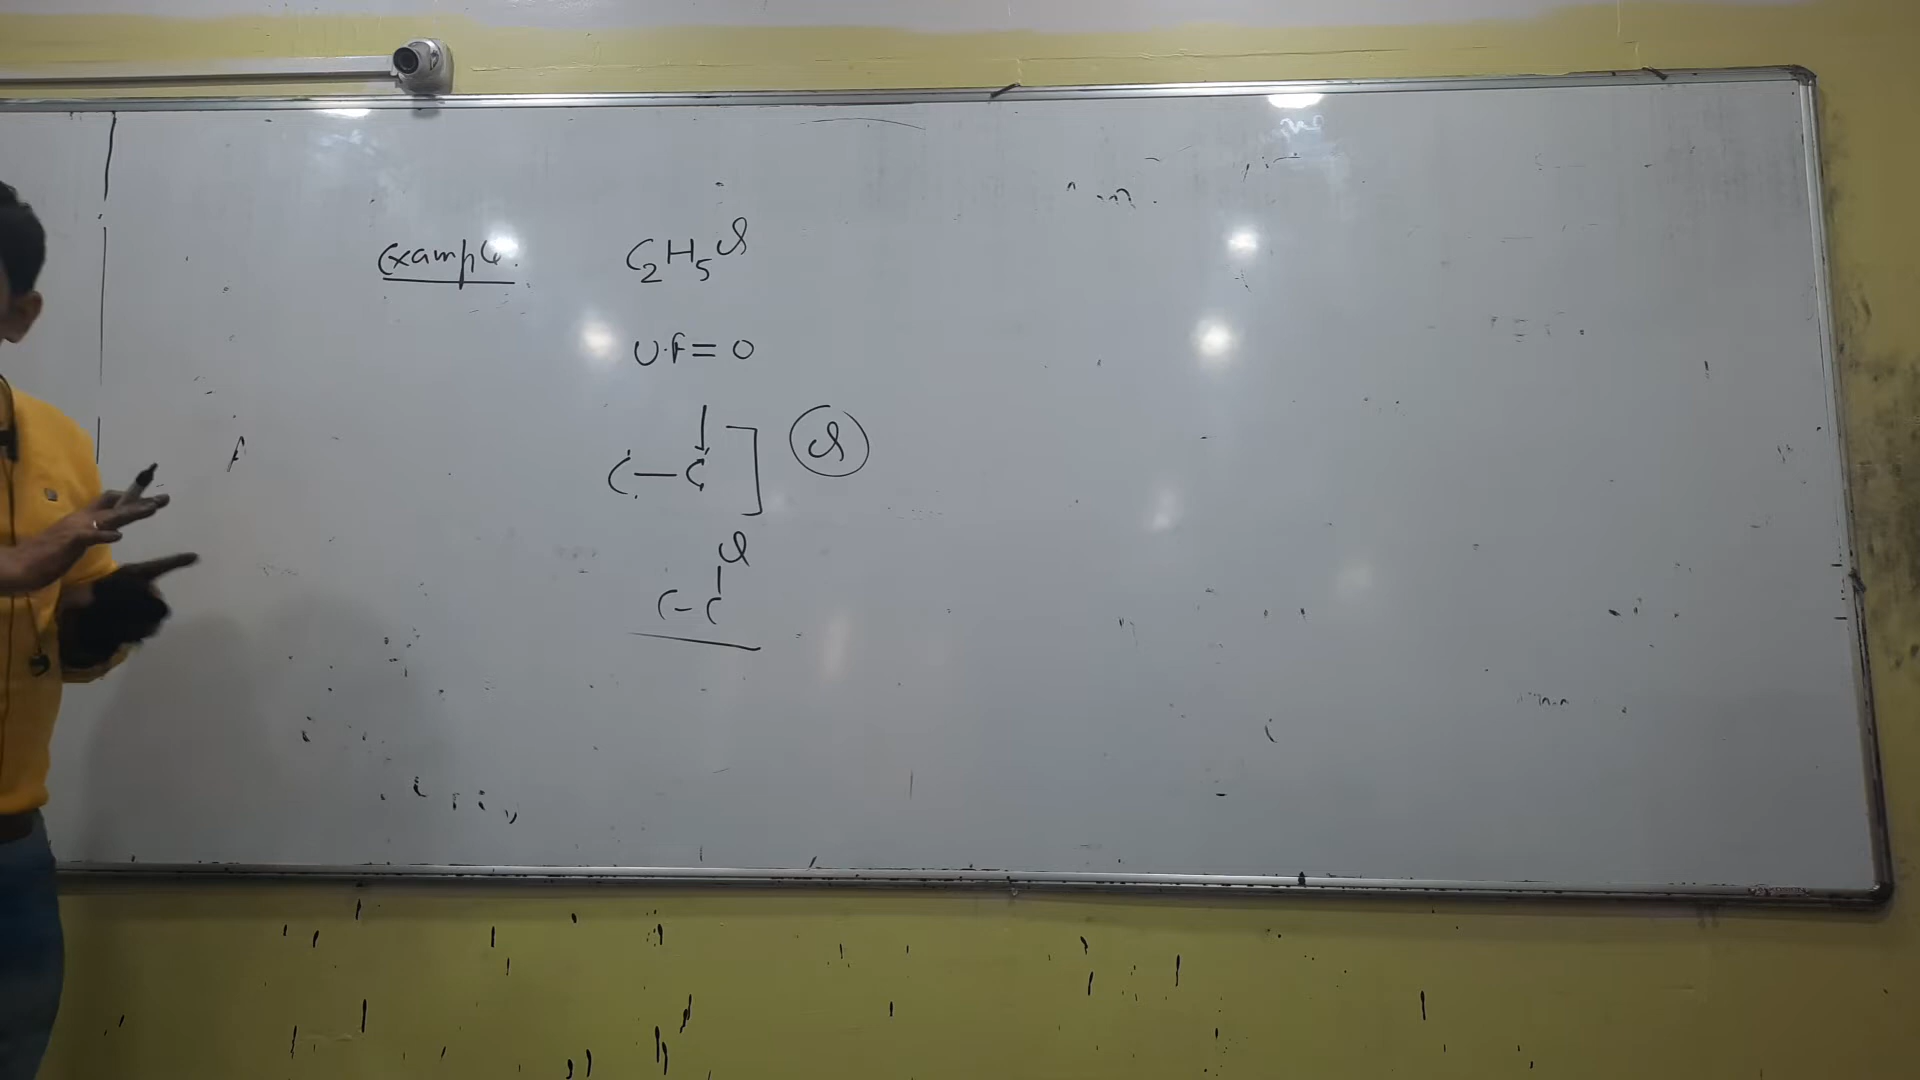 Example. C2H5Cl
U.F = 0
C — C ] Cl
Cl
C - C